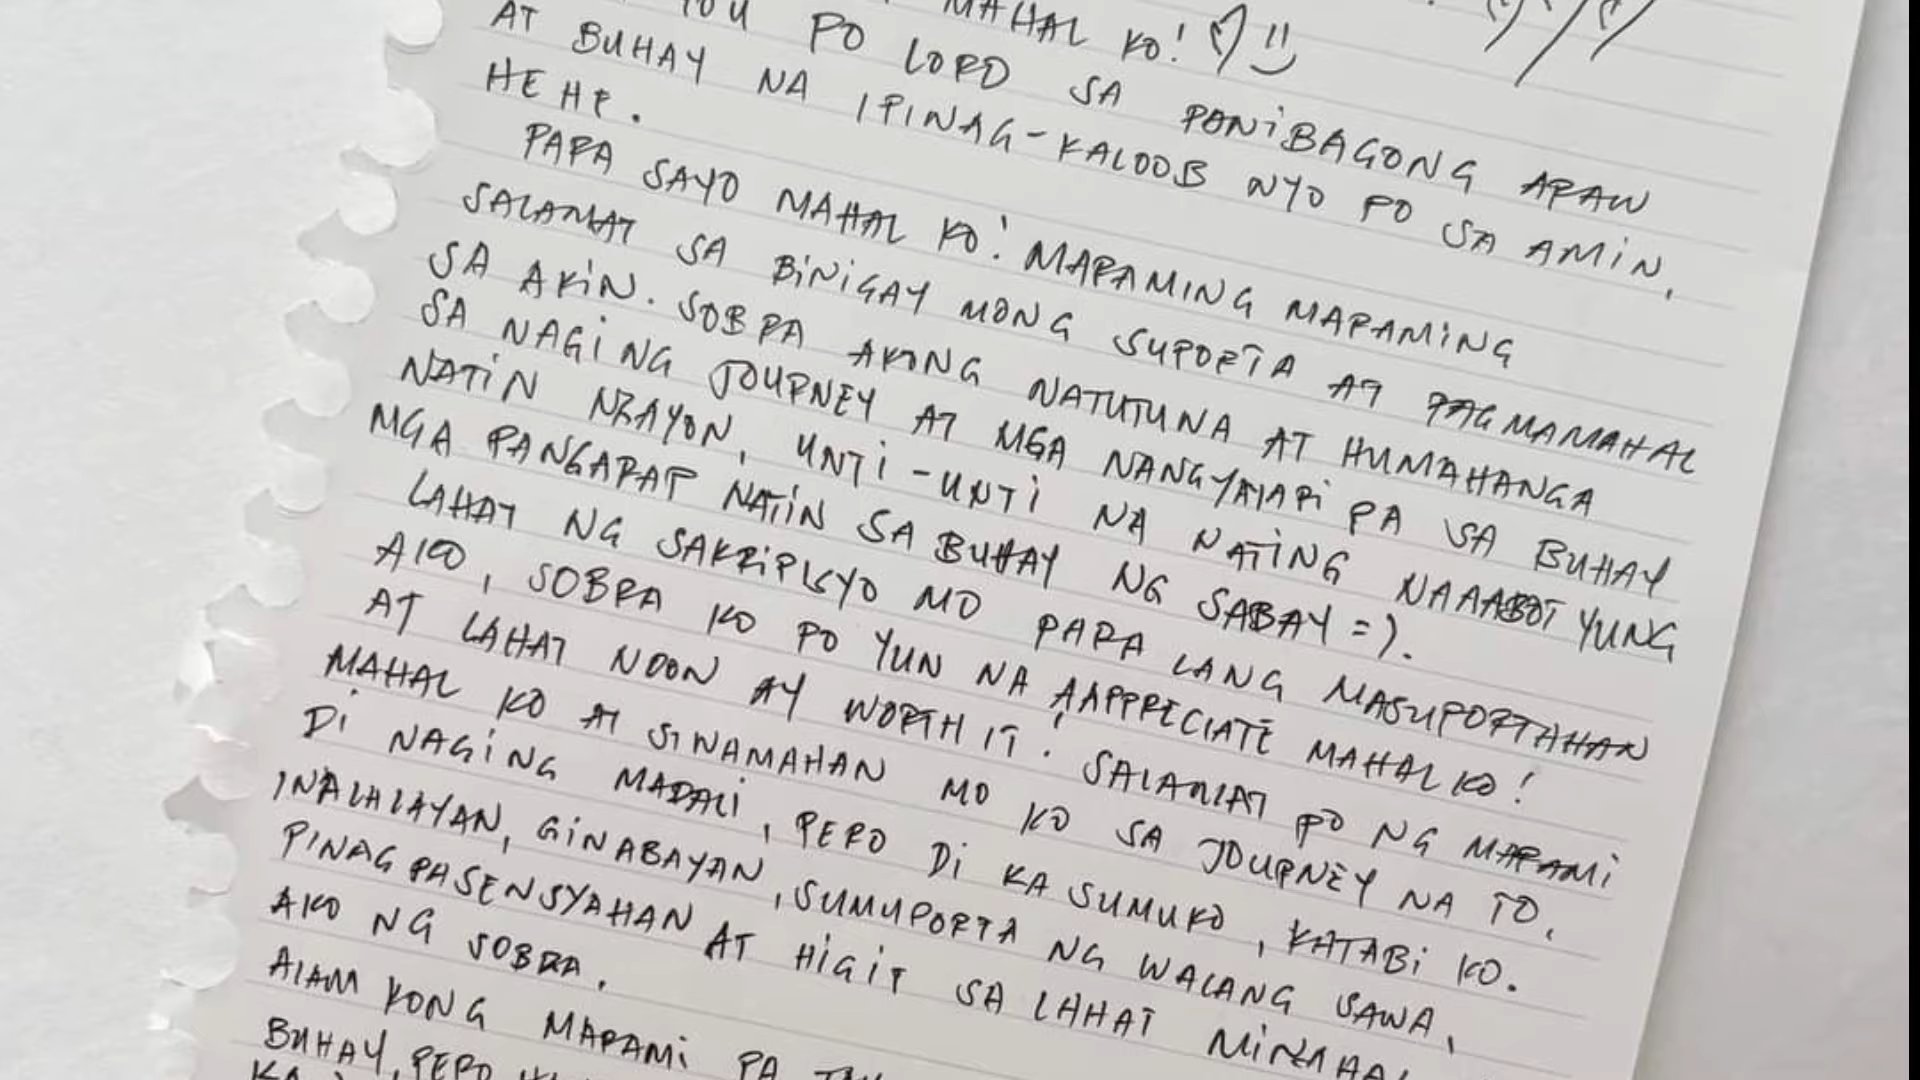 MAHAL KO!
YOU PO LORD SA PANIBAGONG ARAW
AT BUHAY NA IPINAG-KALOOB NYO PO SA AMIN,
HEHE.
PARA SAYO MAHAL KO! MARAMING MARAMING
SALAMAT SA BINIGAY MONG SUPORTA AT PAGMAMAHAL
SA AKIN. SOBRA AKONG NATUTUNA AT HUMAHANGA
SA NAGING JOURNEY AT MGA NANGYAYARI PA SA BUHAY
NATIN NGAYON, UNTI-UNTI NA NATING NAAABOT YUNG
MGA PANGARAP NATIN SA BUHAY NG SABAY =).
LAHAT NG SAKRIPISYO MO PARA LANG MASUPORTAHAN
AKO, SOBRA KO PO YUN NA AAPPRECIATE MAHAL KO!
AT LAHAT NOON AY WORTH IT! SALAMAT PO NG MARAMI
MAHAL KO AT SINAMAHAN MO KO SA JOURNEY NA TO,
DI NAGING MADALI, PERO DI KA SUMUKO, KATABI KO.
INALALAYAN, GINABAYAN, SUMUPORTA NG WALANG SAWA,
PINAGPASENSYAHAN AT HIGIT SA LAHAT
AKO NG SOBRA.
ALAM KONG MARAMI PA
BUHAY, PERO